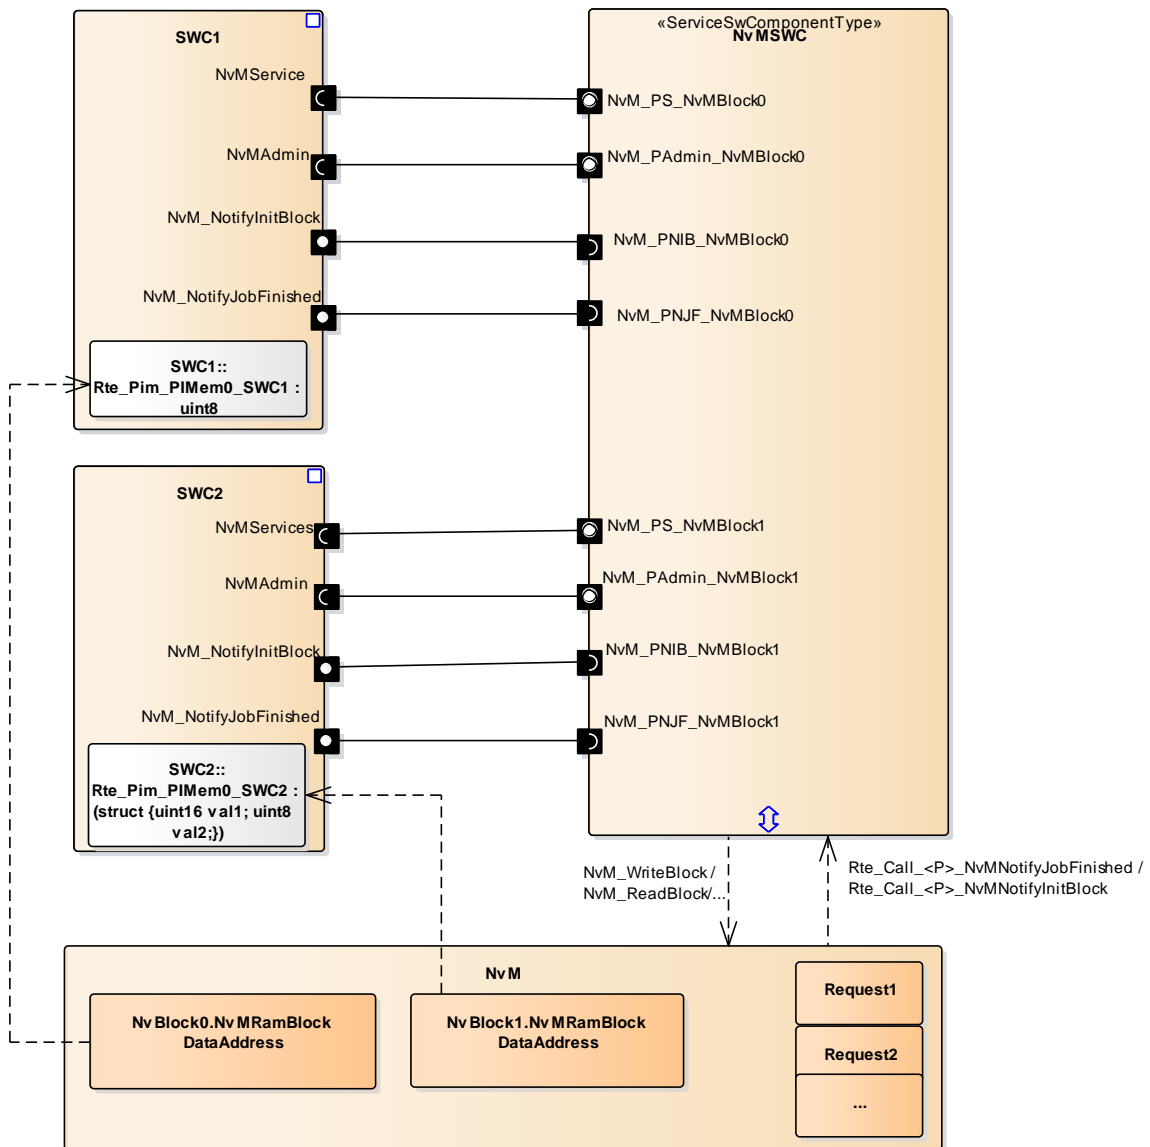 SWC1
NvMService
NvMAdmin
NvM_NotifyInitBlock
NvM_NotifyJobFinished
SWC1::
Rte_Pim_PIMem0_SWC1 :
uint8
«ServiceSwComponentType»
NvMSWC
NvM_PS_NvMBlock0
NvM_PAdmin_NvMBlock0
NvM_PNIB_NvMBlock0
NvM_PNJF_NvMBlock0
SWC2
NvMServices
NvMAdmin
NvM_NotifyInitBlock
NvM_NotifyJobFinished
SWC2::
Rte_Pim_PIMem0_SWC2 :
(struct {uint16 val1; uint8
val2;})
NvM_PS_NvMBlock1
NvM_PAdmin_NvMBlock1
NvM_PNIB_NvMBlock1
NvM_PNJF_NvMBlock1
NvM_WriteBlock /
NvM_ReadBlock/...
Rte_Call_<P>_NvMNotifyJobFinished /
Rte_Call_<P>_NvMNotifyInitBlock
NvM
NvBlock0.NvMRamBlock
DataAddress
NvBlock1.NvMRamBlock
DataAddress
Request1
Request2
...